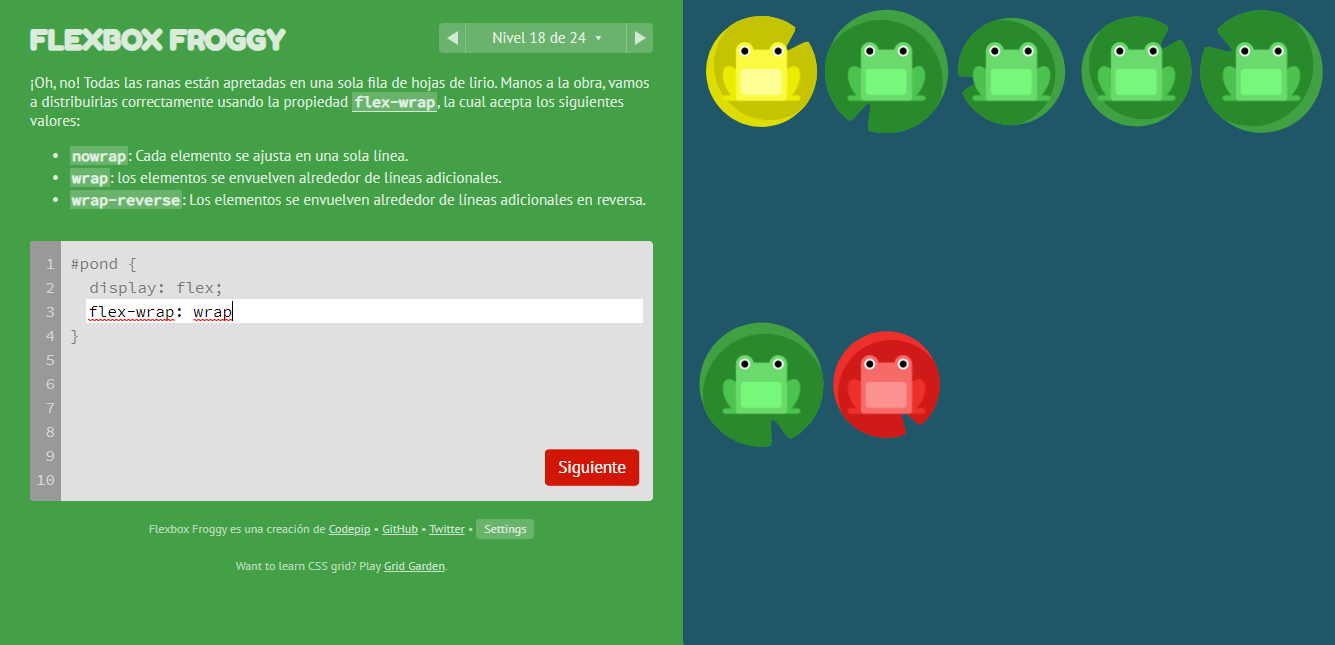 FLEXBOX FROGGY
Nivel 18 de 24
¡Oh, no! Todas las ranas están apretadas en una sola fila de hojas de lirio. Manos a la obra, vamos
a distribuirlas correctamente usando la propiedad flex-wrap, la cual acepta los siguientes
valores:
• nowrap: Cada elemento se ajusta en una sola línea.
• wrap: los elementos se envuelven alrededor de líneas adicionales.
• wrap-reverse: Los elementos se envuelven alrededor de líneas adicionales en reversa.
1 #pond {
2 display: flex;
3 flex-wrap: wrap
4 }
5
6
7
8
9
10
Siguiente
Flexbox Froggy es una creación de Codepip • GitHub • Twitter • Settings
Want to learn CSS grid? Play Grid Garden.